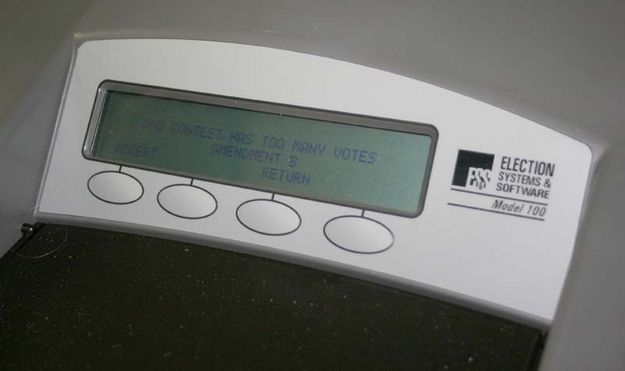 ONE CONTEST HAS TOO MANY VOTES
AMENDMENT B
ACCEPT
RETURN
ES&S
ELECTION
SYSTEMS &
SOFTWARE
Model 100